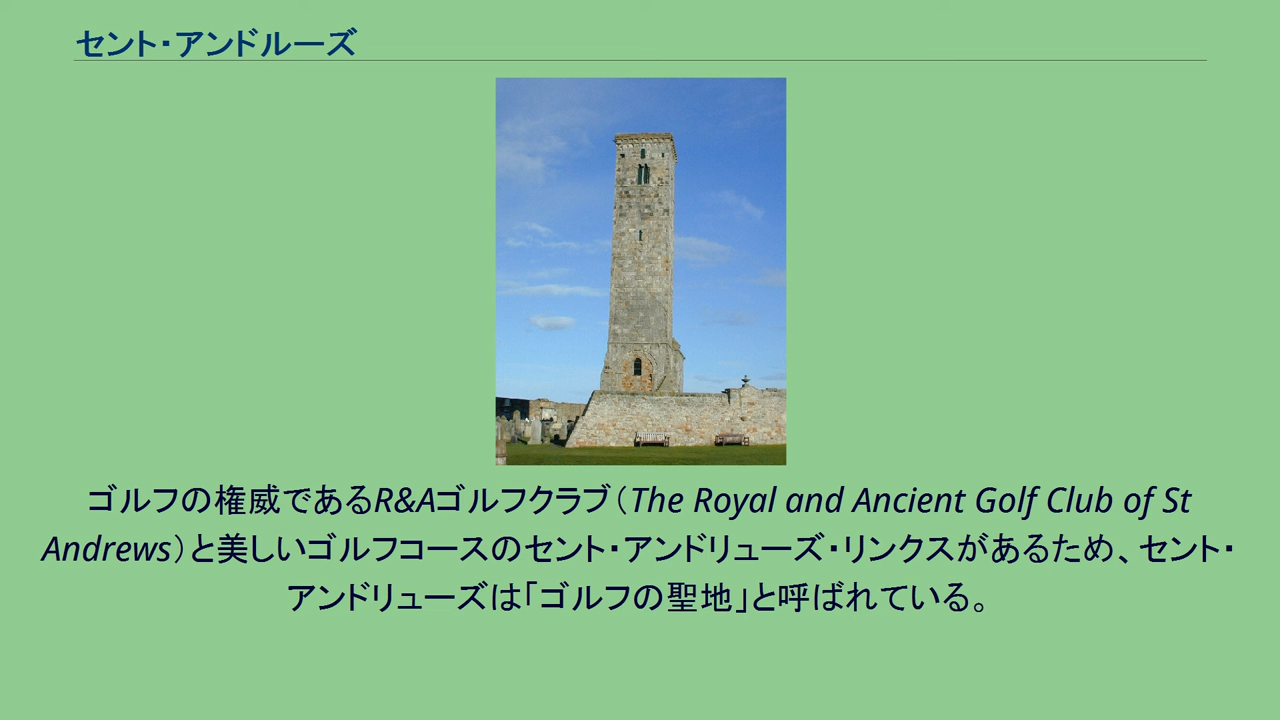 セント・アンドルーズ
ゴルフの権威であるR&Aゴルフクラブ（The Royal and Ancient Golf Club of St
Andrews）と美しいゴルフコースのセント・アンドリューズ・リンクスがあるため、セント・
アンドリューズは「ゴルフの聖地」と呼ばれている。